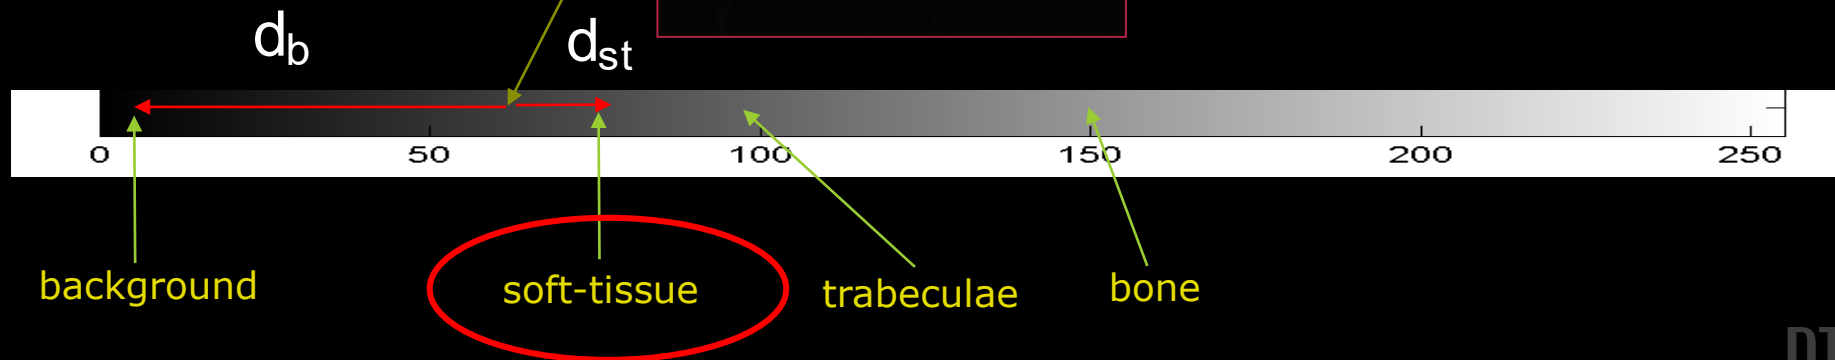 d_b d_st
0 50 100 150 200 250
background soft-tissue trabeculae bone